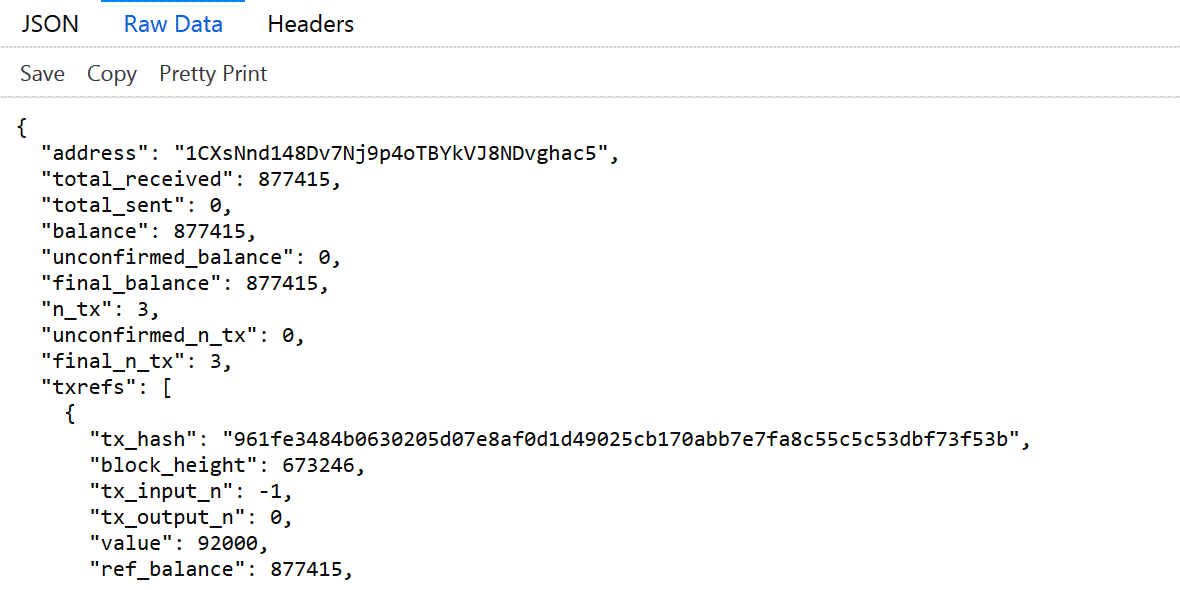 JSON Raw Data Headers
Save Copy Pretty Print
{
"address": "1CXsNnd148Dv7Nj9p4oTBYkVJ8NDvghac5",
"total_received": 877415,
"total_sent": 0,
"balance": 877415,
"unconfirmed_balance": 0,
"final_balance": 877415,
"n_tx": 3,
"unconfirmed_n_tx": 0,
"final_n_tx": 3,
"txrefs": [
{
"tx_hash": "961fe3484b0630205d07e8af0d1d49025cb170abb7e7fa8c55c5c53dbf73f53b",
"block_height": 673246,
"tx_input_n": -1,
"tx_output_n": 0,
"value": 92000,
"ref_balance": 877415,